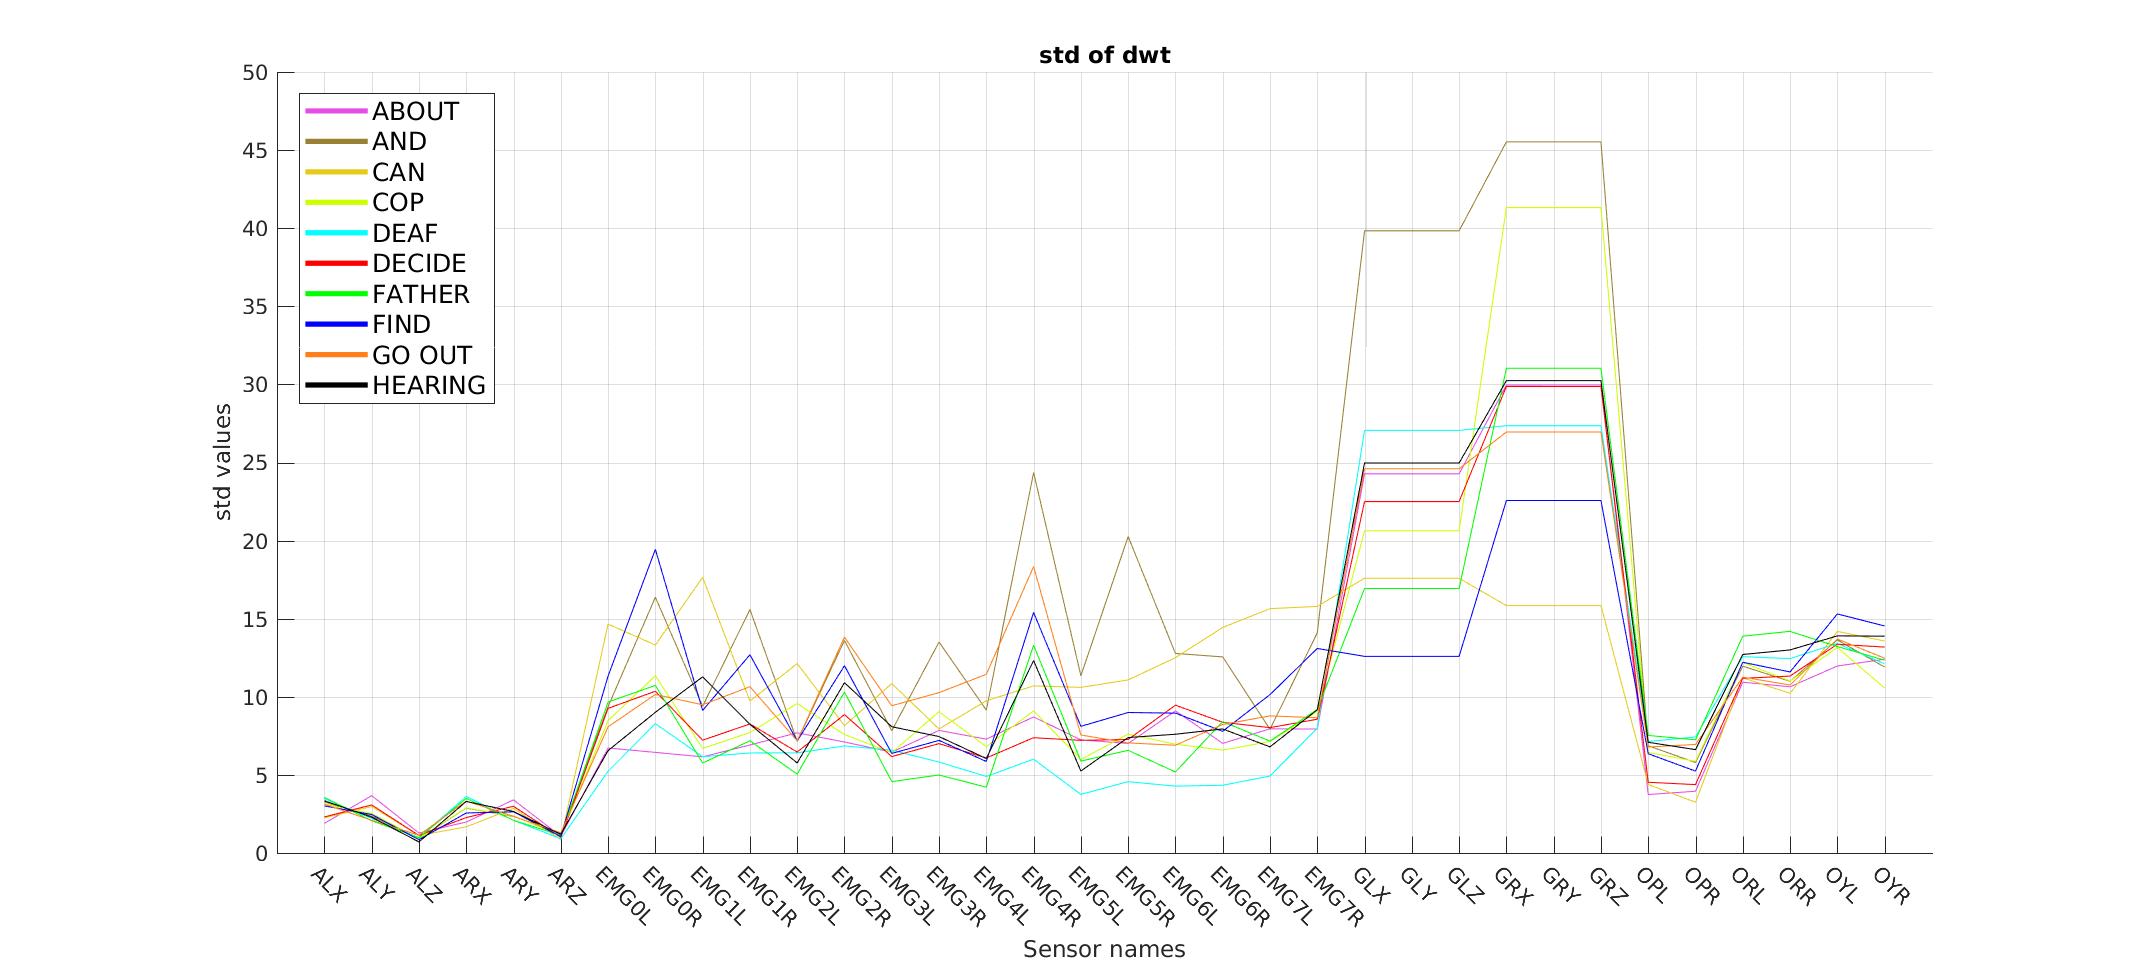 std of dwt
50
45
40
35
30
25
20
15
10
5
0
std values
ABOUT
AND
CAN
COP
DEAF
DECIDE
FATHER
FIND
GO OUT
HEARING
ALX
ALY
ALZ
ARX
ARY
ARZ
EMG0L
EMG0R
EMG1L
EMG1R
EMG2L
EMG2R
EMG3L
EMG3R
EMG4L
EMG4R
EMG5L
EMG5R
EMG6L
EMG6R
EMG7L
EMG7R
GLX
GLY
GLZ
GRX
GRY
GRZ
OPL
OPR
ORL
ORR
OYL
OYR
Sensor names